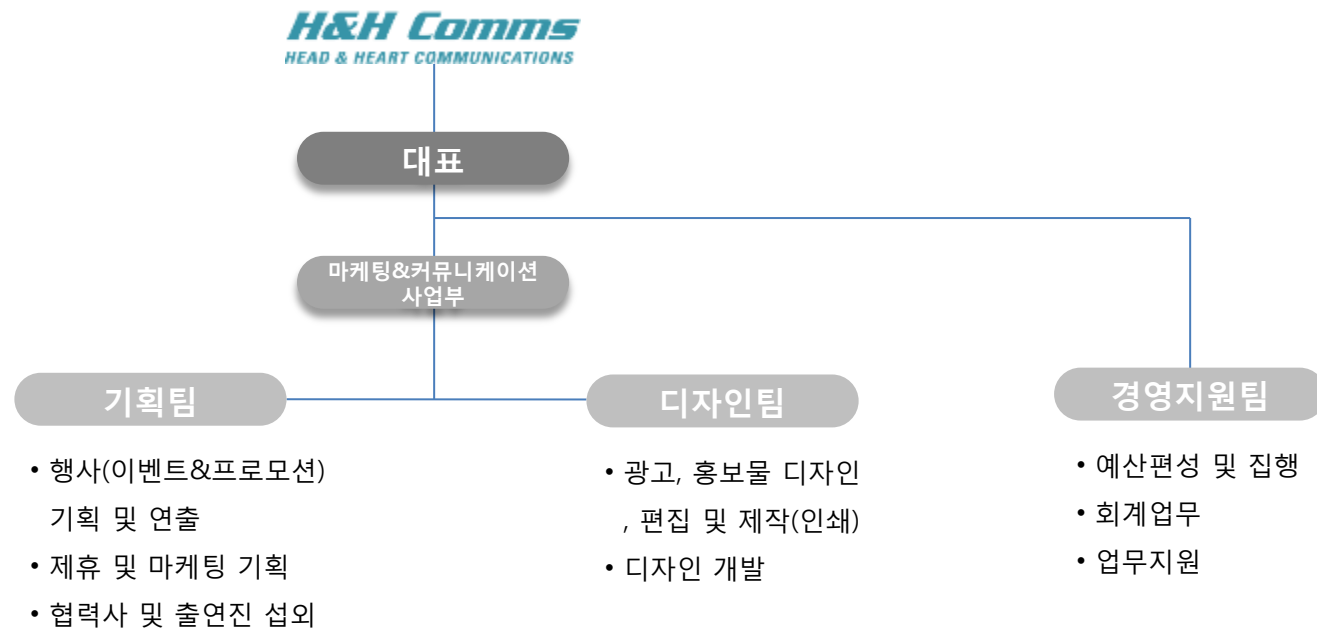 H&H Comms
HEAD & HEART COMMUNICATIONS
대표
마케팅&커뮤니케이션
사업부
기획팀
• 행사(이벤트&프로모션)
기획 및 연출
• 제휴 및 마케팅 기획
• 협력사 및 출연진 섭외
디자인팀
• 광고, 홍보물 디자인
, 편집 및 제작(인쇄)
• 디자인 개발
경영지원팀
• 예산편성 및 집행
• 회계업무
• 업무지원